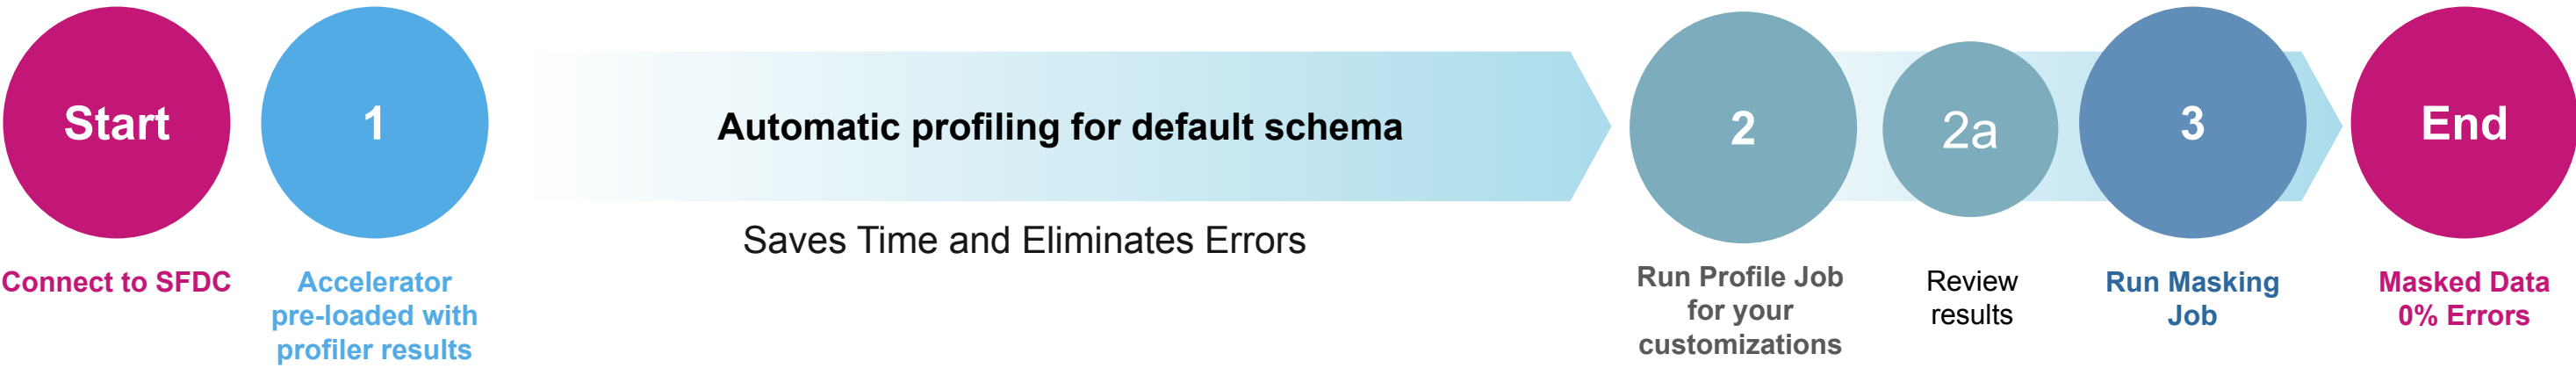 Start
Connect to SFDC
1
Accelerator
pre-loaded with
profiler results
Automatic profiling for default schema
Saves Time and Eliminates Errors
2
Run Profile Job
for your
customizations
2a
Review
results
3
Run Masking
Job
End
Masked Data
0% Errors